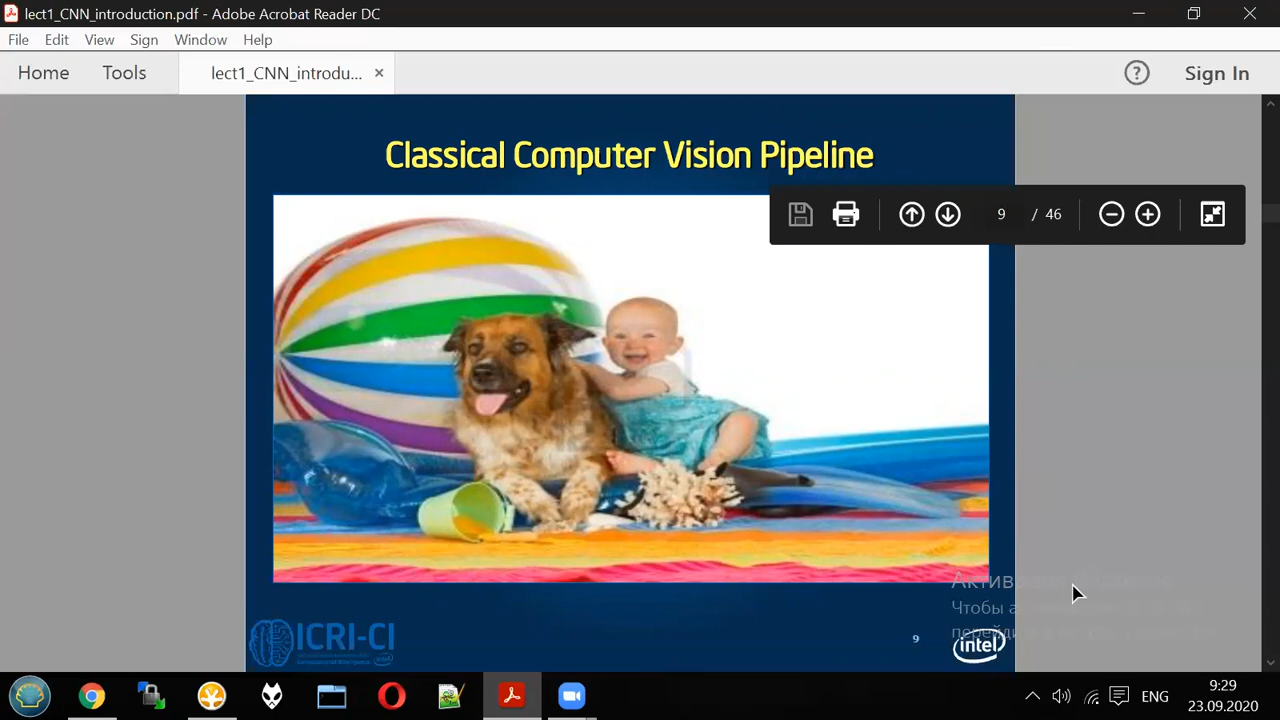 lect1_CNN_introduction.pdf - Adobe Acrobat Reader DC
File Edit View Sign Window Help
Home Tools lect1_CNN_introdu... × ? Sign In
Classical Computer Vision Pipeline
9 / 46
Чтобы
ICRI-CI
9
intel
ENG
9:29
23.09.2020